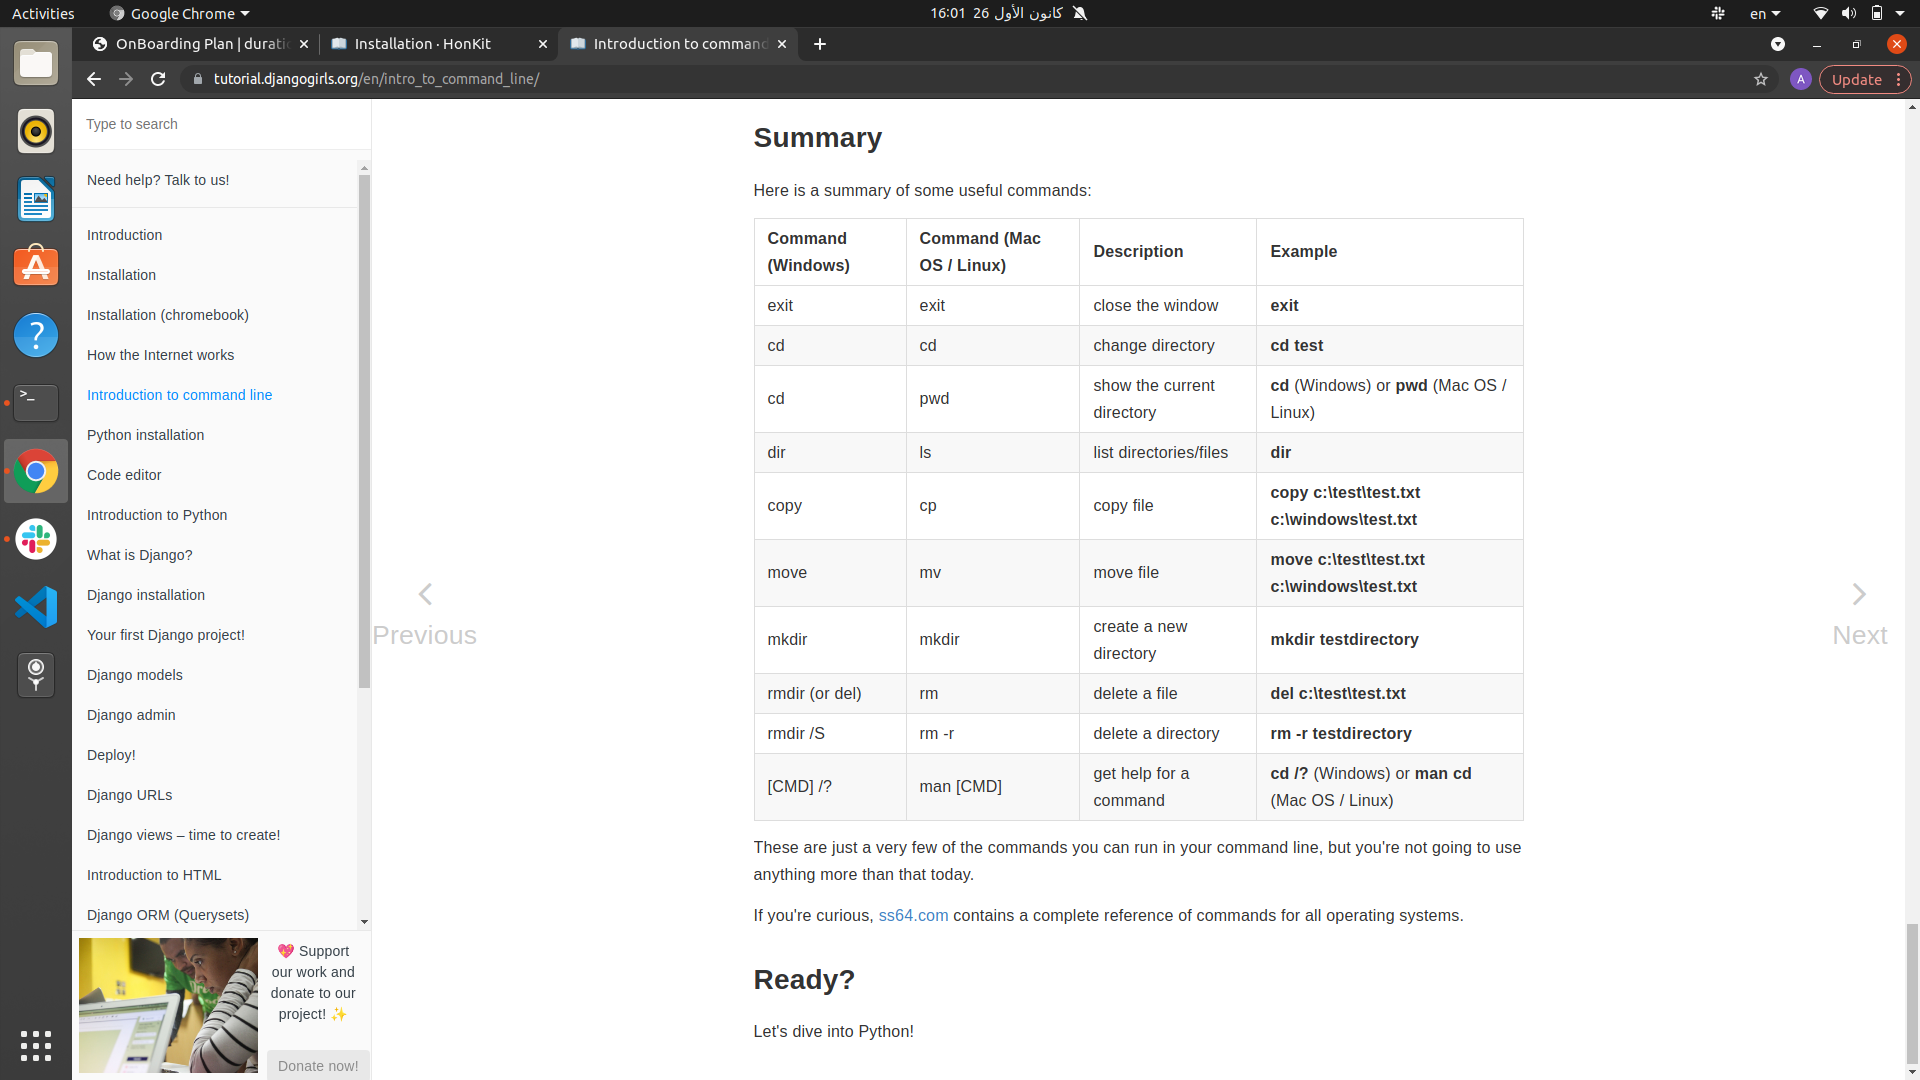 Activities
Google Chrome
16:01 26 كانون الأول
en
OnBoarding Plan | durati
Installation · HonKit
Introduction to command
tutorial.djangogirls.org/en/intro_to_command_line/
A
Update
Type to search
Need help? Talk to us!
Introduction
Installation
Installation (chromebook)
How the Internet works
Introduction to command line
Python installation
Code editor
Introduction to Python
What is Django?
Django installation
Your first Django project!
Django models
Django admin
Deploy!
Django URLs
Django views – time to create!
Introduction to HTML
Django ORM (Querysets)
💖 Support
our work and
donate to our
project! ✨
Donate now!
Previous
Summary
Here is a summary of some useful commands:
Command (Windows) Command (Mac OS / Linux) Description Example
exit exit close the window exit
cd cd change directory cd test
cd pwd show the current directory cd (Windows) or pwd (Mac OS / Linux)
dir ls list directories/files dir
copy cp copy file copy c:\test\test.txt c:\windows\test.txt
move mv move file move c:\test\test.txt c:\windows\test.txt
mkdir mkdir create a new directory mkdir testdirectory
rmdir (or del) rm delete a file del c:\test\test.txt
rmdir /S rm -r delete a directory rm -r testdirectory
[CMD] /? man [CMD] get help for a command cd /? (Windows) or man cd (Mac OS / Linux)
These are just a very few of the commands you can run in your command line, but you're not going to use
anything more than that today.
If you're curious, ss64.com contains a complete reference of commands for all operating systems.
Ready?
Let's dive into Python!
Next